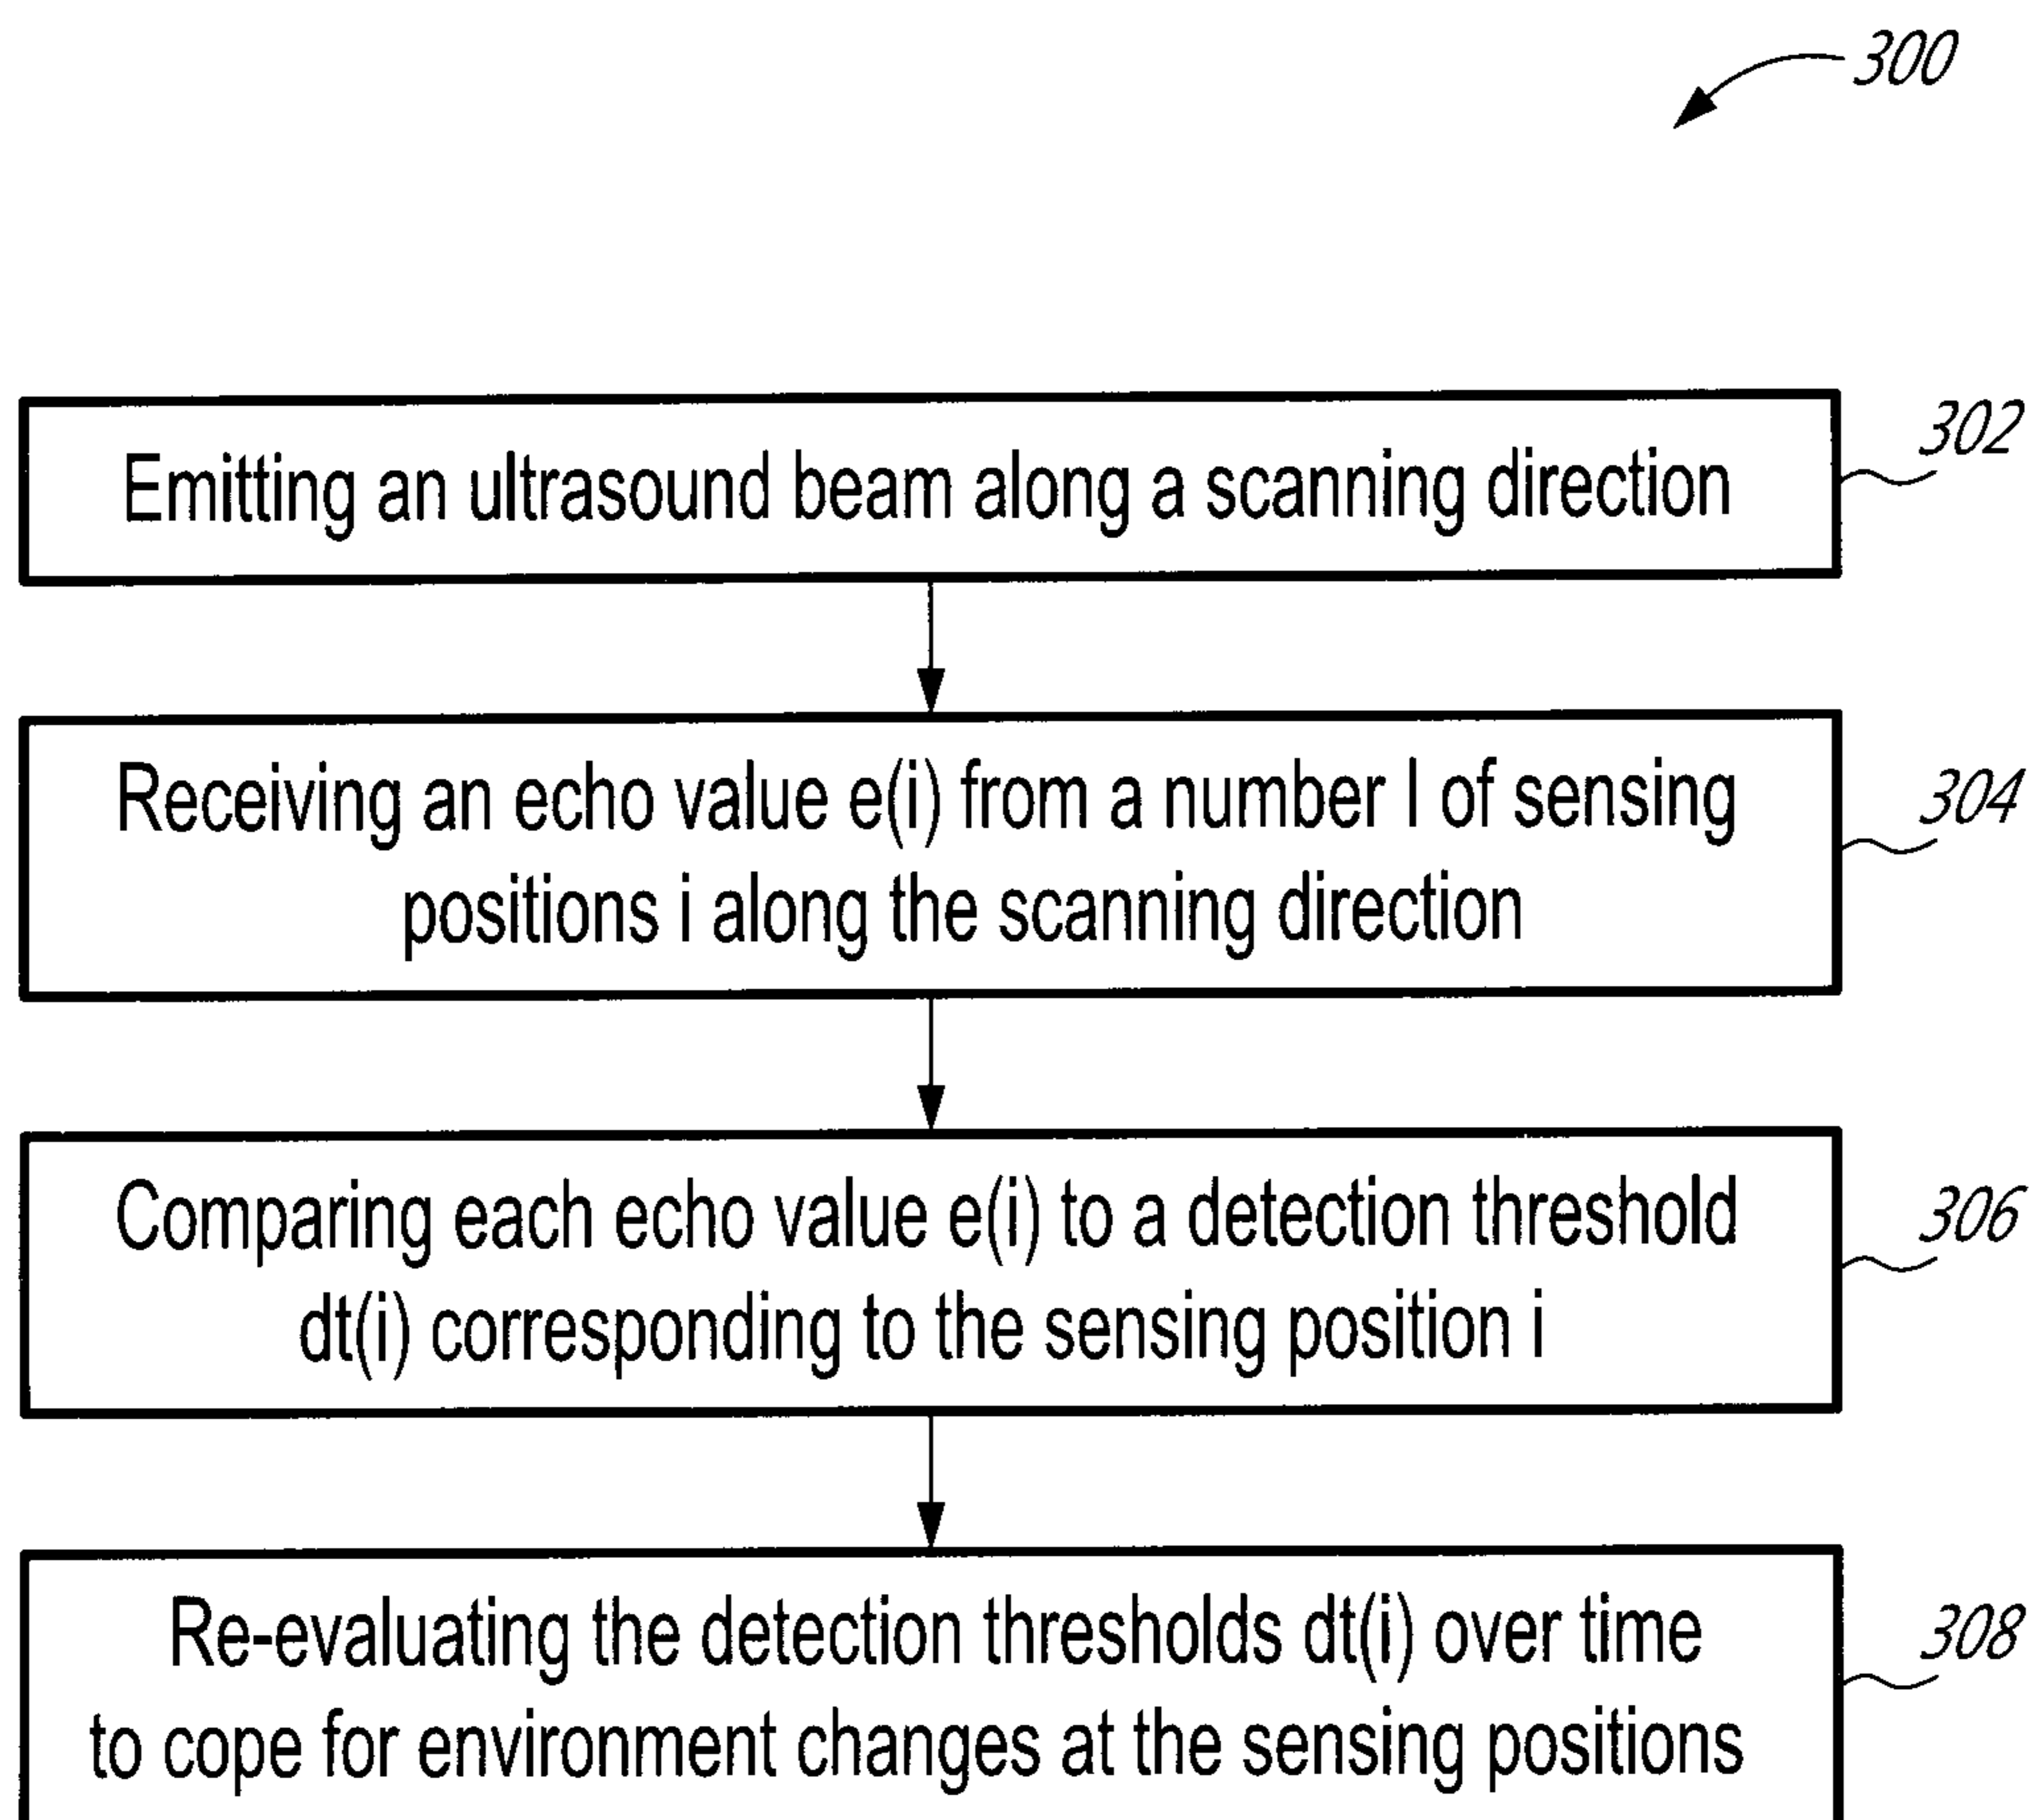 300
Emitting an ultrasound beam along a scanning direction
302
Receiving an echo value e(i) from a number I of sensing
positions i along the scanning direction
304
Comparing each echo value e(i) to a detection threshold
dt(i) corresponding to the sensing position i
306
Re-evaluating the detection thresholds dt(i) over time
to cope for environment changes at the sensing positions
308